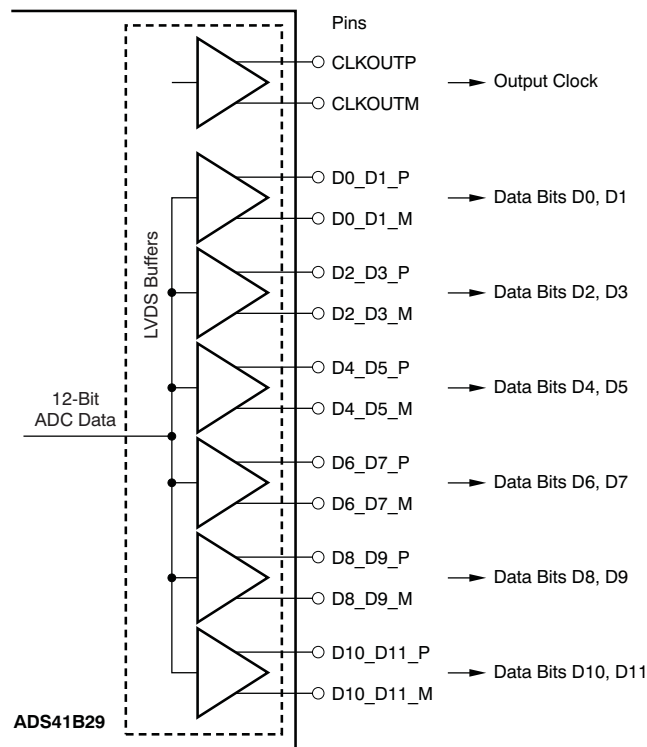 Pins
CLKOUTP
Output Clock
CLKOUTM
D0_D1_P
Data Bits D0, D1
D0_D1_M
LVDS Buffers
D2_D3_P
Data Bits D2, D3
D2_D3_M
D4_D5_P
Data Bits D4, D5
D4_D5_M
12-Bit
ADC Data
D6_D7_P
Data Bits D6, D7
D6_D7_M
D8_D9_P
Data Bits D8, D9
D8_D9_M
D10_D11_P
Data Bits D10, D11
D10_D11_M
ADS41B29